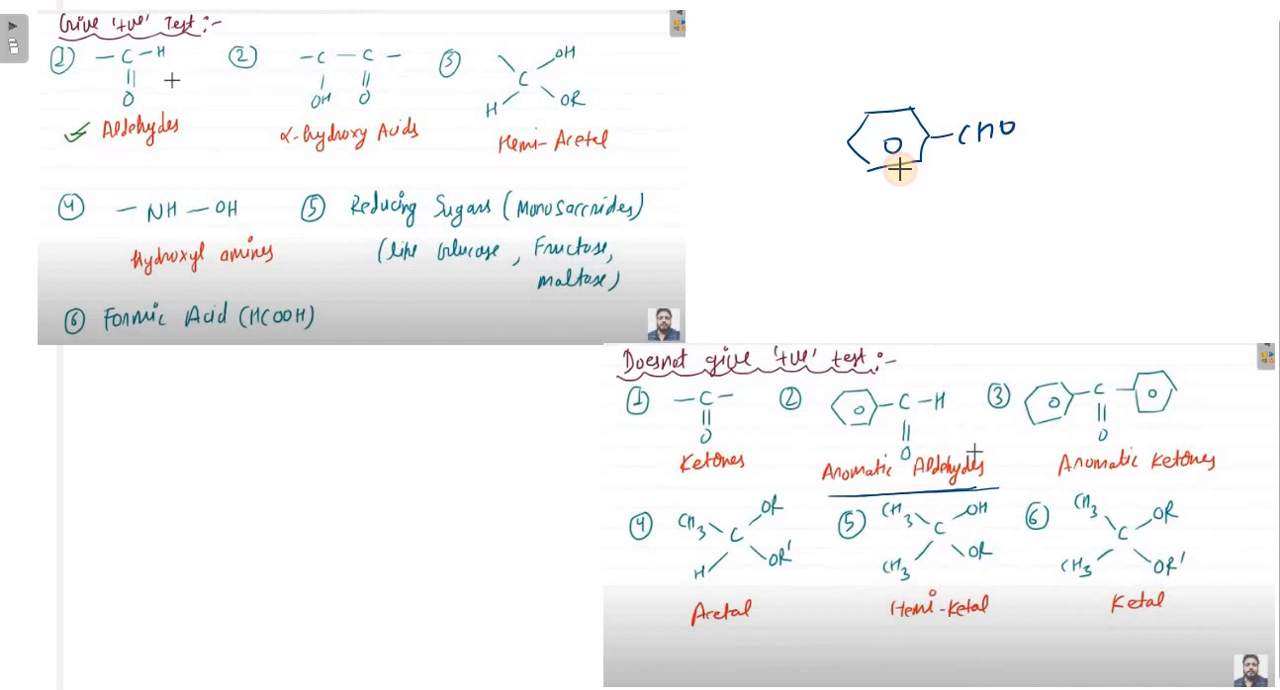 Give '+ve' Test :-
① - C - H
||
O
Aldehydes
② - C - C -
| ||
OH O
α-hydroxy Acids
③ OH
C
H OR
Hemi-Acetal
④ - NH - OH
Hydroxyl amines
⑤ Reducing Sugars (Monosaccrides)
(like Glucose, Fructose,
maltose)
⑥ Formic Acid (HCOOH)
CHO
Doesnot give '+ve' test :-
① - C -
||
O
Ketones
② - C - H
||
O
Aromatic Aldehydes
③ - C -
||
O
Aromatic Ketones
④ CH3 OR
C
H OR'
Acetal
⑤ CH3 OH
C
CH3 OR
Hemi-Ketal
⑥ CH3 OR
C
CH3 OR'
Ketal